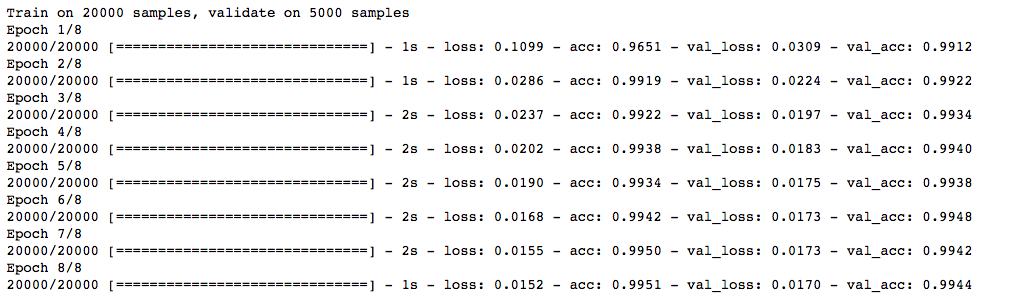 Train on 20000 samples, validate on 5000 samples
Epoch 1/8
20000/20000 [==============================] - 1s - loss: 0.1099 - acc: 0.9651 - val_loss: 0.0309 - val_acc: 0.9912
Epoch 2/8
20000/20000 [==============================] - 1s - loss: 0.0286 - acc: 0.9919 - val_loss: 0.0224 - val_acc: 0.9922
Epoch 3/8
20000/20000 [==============================] - 2s - loss: 0.0237 - acc: 0.9922 - val_loss: 0.0197 - val_acc: 0.9934
Epoch 4/8
20000/20000 [==============================] - 2s - loss: 0.0202 - acc: 0.9938 - val_loss: 0.0183 - val_acc: 0.9940
Epoch 5/8
20000/20000 [==============================] - 2s - loss: 0.0190 - acc: 0.9934 - val_loss: 0.0175 - val_acc: 0.9938
Epoch 6/8
20000/20000 [==============================] - 2s - loss: 0.0168 - acc: 0.9942 - val_loss: 0.0173 - val_acc: 0.9948
Epoch 7/8
20000/20000 [==============================] - 2s - loss: 0.0155 - acc: 0.9950 - val_loss: 0.0173 - val_acc: 0.9942
Epoch 8/8
20000/20000 [==============================] - 1s - loss: 0.0152 - acc: 0.9951 - val_loss: 0.0170 - val_acc: 0.9944